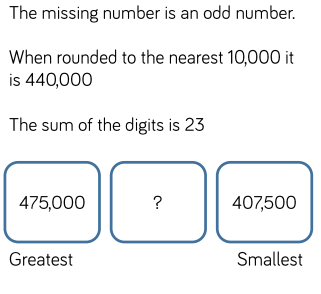 The missing number is an odd number.
When rounded to the nearest 10,000 it
is 440,000
The sum of the digits is 23
475,000 ? 407,500
Greatest Smallest